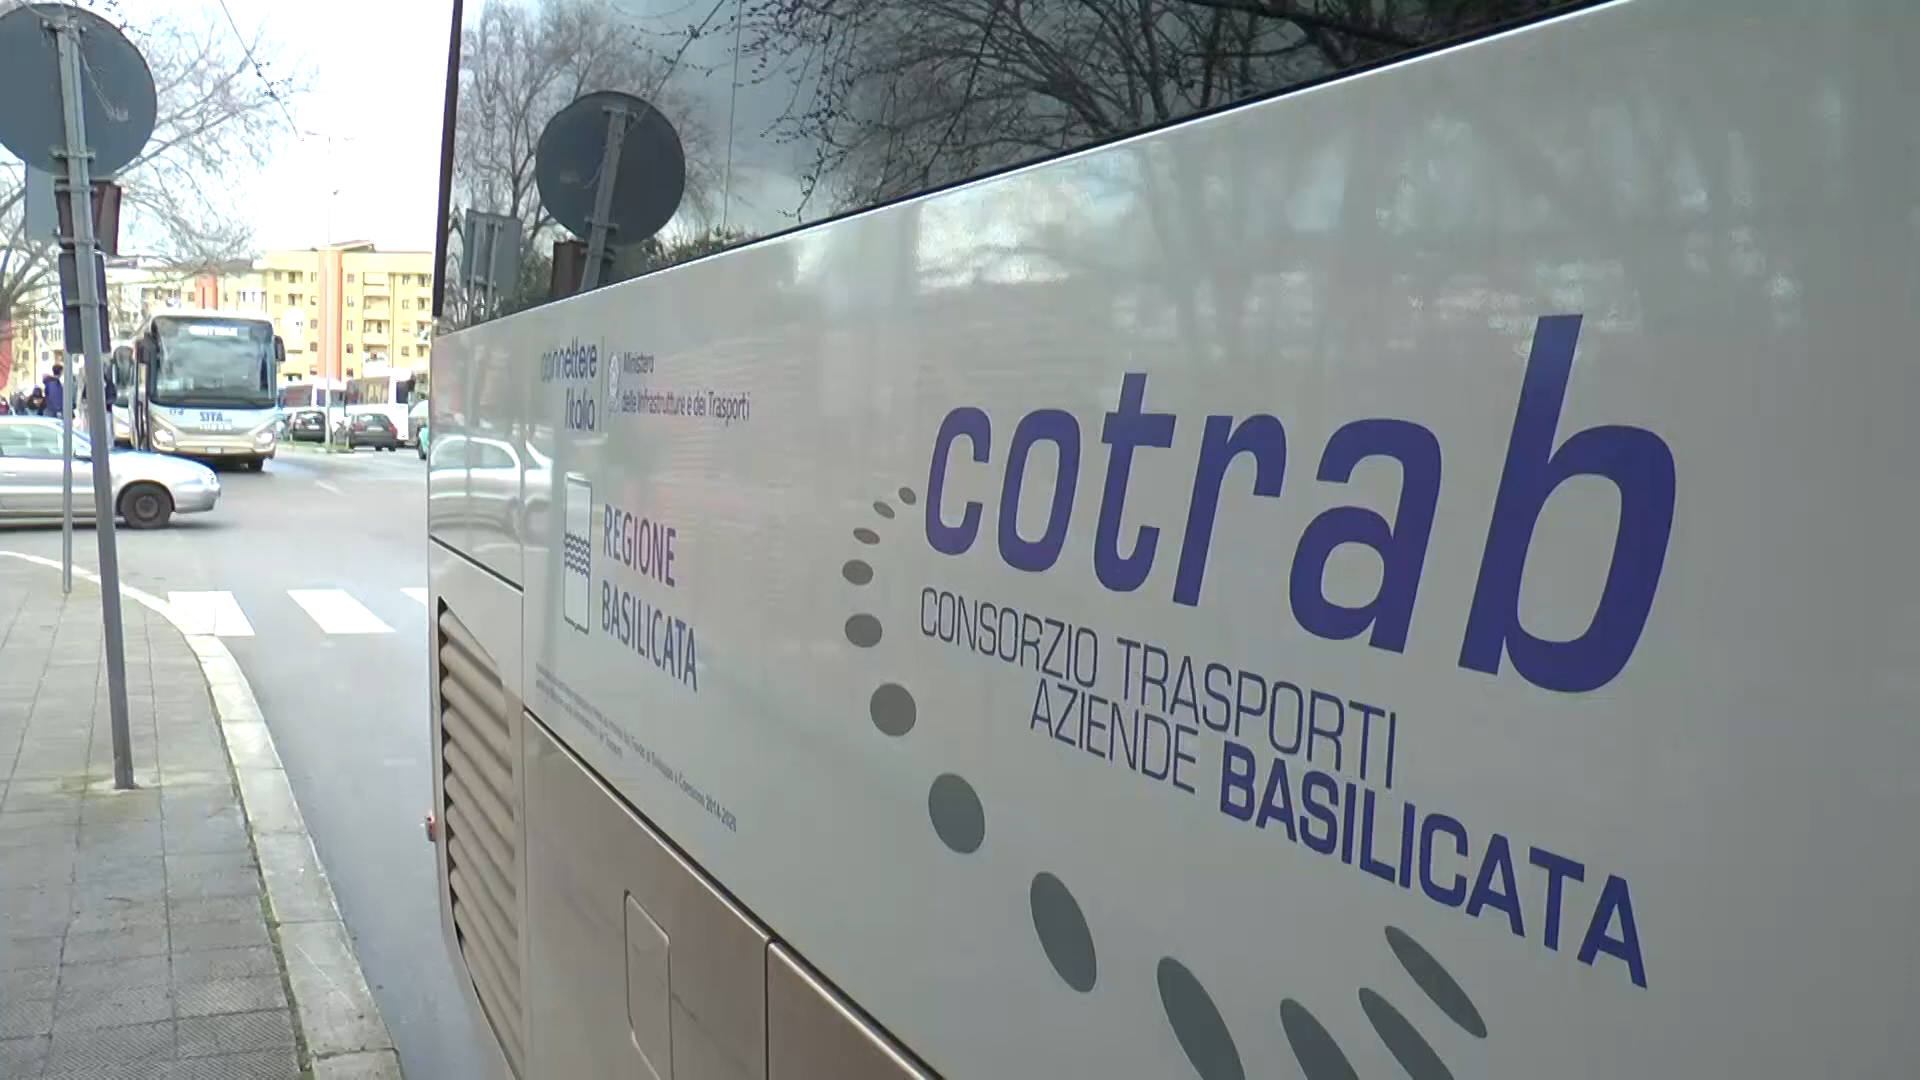 SITA
connettere
l'italia
Ministero
delle Infrastrutture e dei Trasporti
REGIONE
BASILICATA
cotrab
CONSORZIO TRASPORTI
AZIENDE BASILICATA